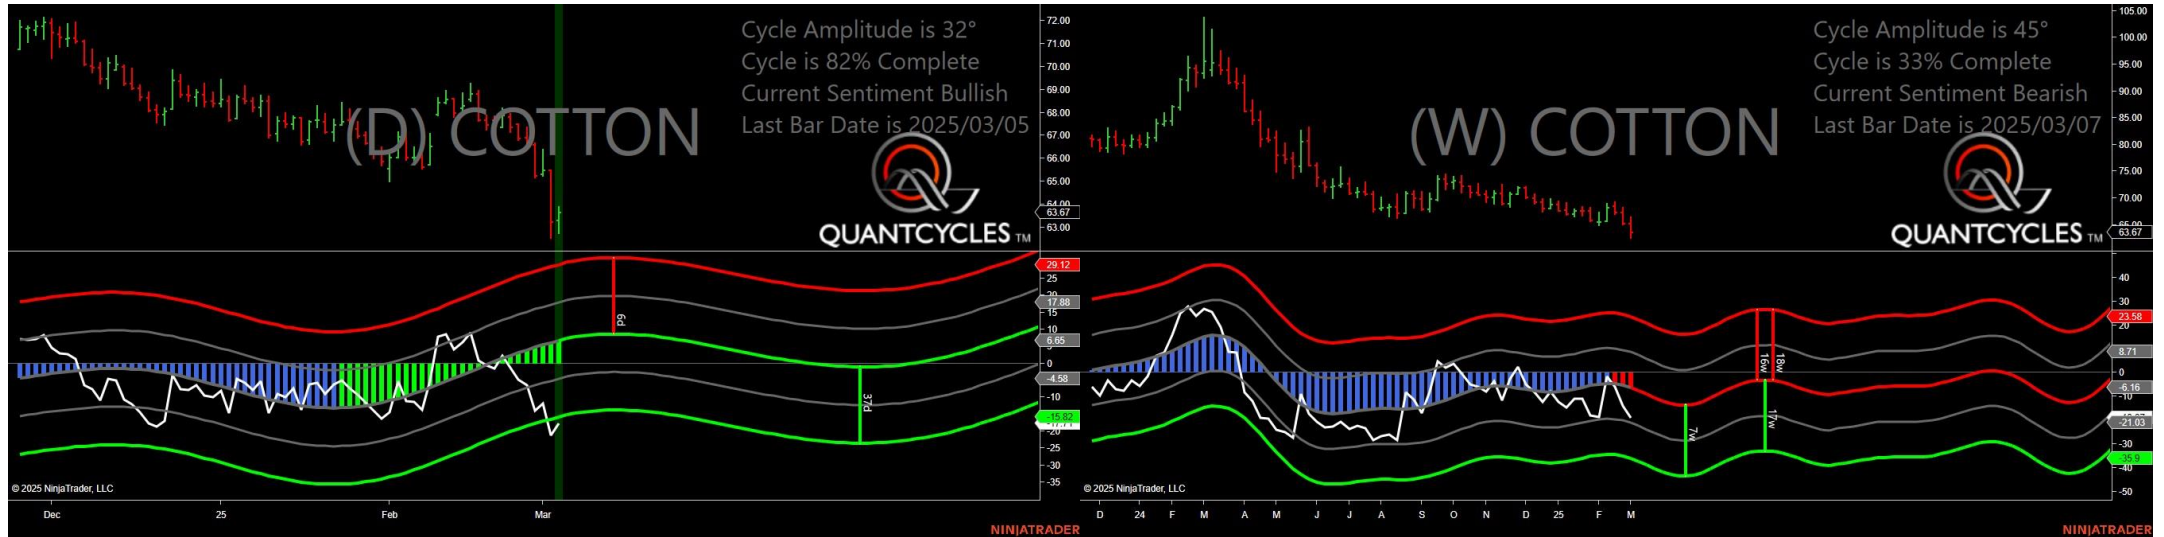 Cycle Amplitude is 32°
Cycle is 82% Complete
Current Sentiment Bullish
Last Bar Date is 2025/03/05
(D) COTTON
QUANTCYCLES TM
72.00
71.00
70.00
69.00
68.00
67.00
66.00
65.00
64.00
63.67
63.00
29.12
25
20
17.88
15
10
6.65
0
-4.58
-10
-15.82
-20
-25
-30
-35
6d
37d
© 2025 NinjaTrader, LLC
Dec
25
Feb
Mar
NINJATRADER
Cycle Amplitude is 45°
Cycle is 33% Complete
Current Sentiment Bearish
Last Bar Date is 2025/03/07
(W) COTTON
QUANTCYCLES TM
105.00
100.00
95.00
90.00
85.00
80.00
75.00
70.00
65.00
63.67
40
30
23.58
20
8.71
0
-6.16
-10
-21.03
-30
-35.9
-40
-50
7w
16w
18w
17w
© 2025 NinjaTrader, LLC
D
24
F
M
A
M
J
J
A
S
O
N
D
25
F
M
NINJATRADER